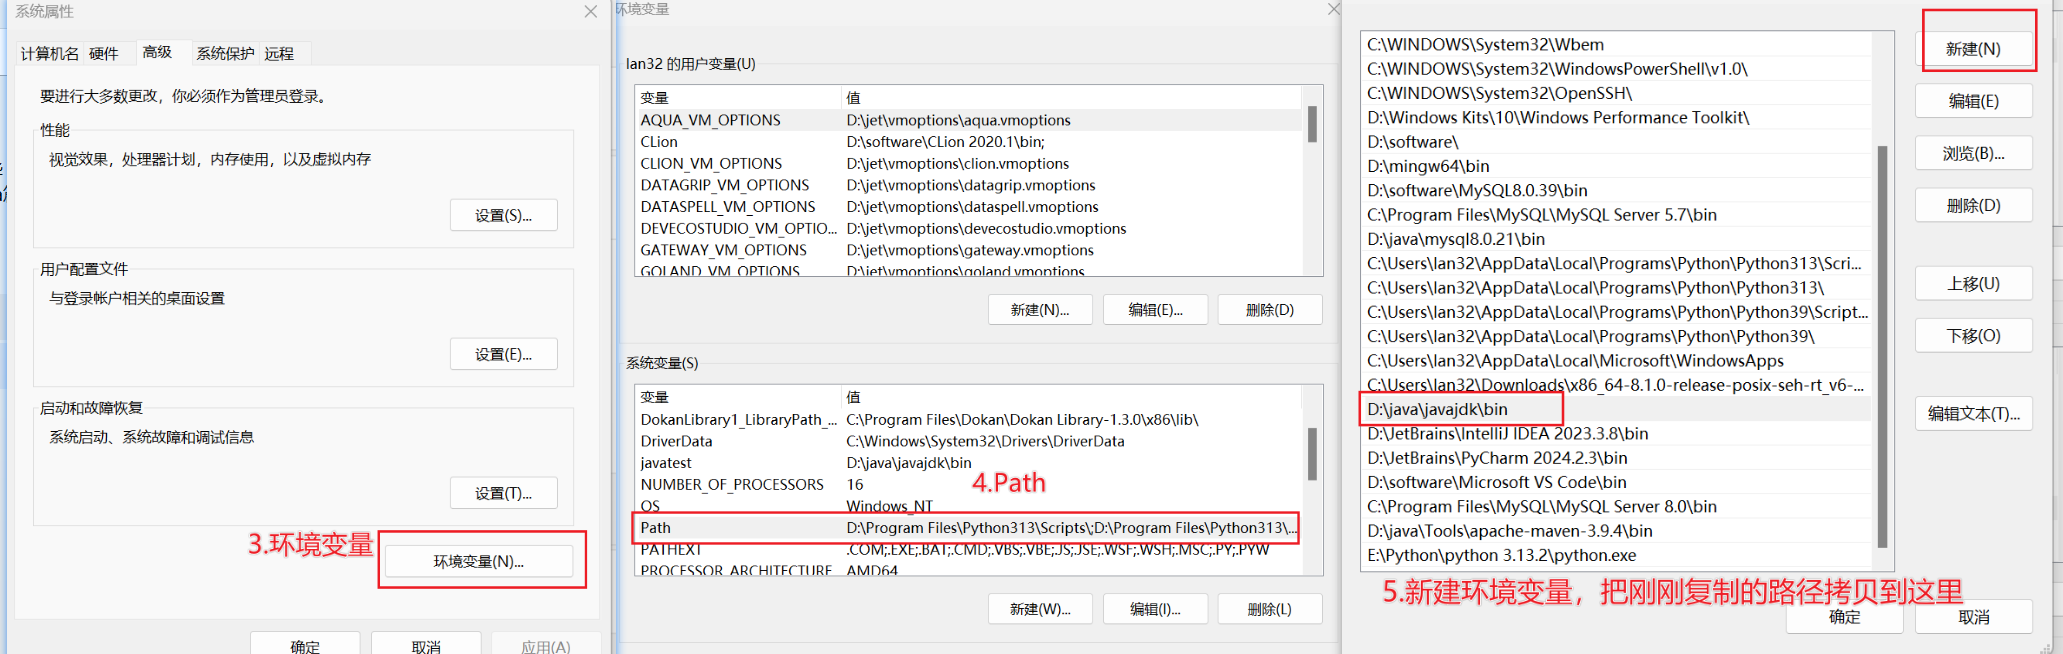 系统属性
计算机名
硬件
高级
系统保护
远程
要进行大多数更改，你必须作为管理员登录。
性能
视觉效果，处理器计划，内存使用，以及虚拟内存
设置(S)...
用户配置文件
与登录帐户相关的桌面设置
设置(E)...
启动和故障恢复
系统启动、系统故障和调试信息
设置(T)...
3.环境变量
环境变量(N)...
确定
取消
应用(A)
环境变量
lan32 的用户变量(U)
变量 值
AQUA_VM_OPTIONS D:\jet\vmoptions\aqua.vmoptions
CLion D:\software\CLion 2020.1\bin;
CLION_VM_OPTIONS D:\jet\vmoptions\clion.vmoptions
DATAGRIP_VM_OPTIONS D:\jet\vmoptions\datagrip.vmoptions
DATASPELL_VM_OPTIONS D:\jet\vmoptions\dataspell.vmoptions
DEVECOSTUDIO_VM_OPTIO... D:\jet\vmoptions\devecostudio.vmoptions
GATEWAY_VM_OPTIONS D:\jet\vmoptions\gateway.vmoptions
GOLAND_VM_OPTIONS D:\jet\vmoptions\goland.vmoptions
新建(N)...
编辑(E)...
删除(D)
系统变量(S)
变量 值
DokanLibrary1_LibraryPath_... C:\Program Files\Dokan\Dokan Library-1.3.0\x86\lib\
DriverData C:\Windows\System32\Drivers\DriverData
javatest D:\java\javajdk\bin
NUMBER_OF_PROCESSORS 16
4.Path
OS Windows_NT
Path D:\Program Files\Python313\Scripts\;D:\Program Files\Python313\...
PATHEXT .COM;.EXE;.BAT;.CMD;.VBS;.VBE;.JS;.JSE;.WSF;.WSH;.MSC;.PY;.PYW
PROCESSOR_ARCHITECTURE AMD64
新建(W)...
编辑(I)...
删除(L)
C:\WINDOWS\System32\Wbem
C:\WINDOWS\System32\WindowsPowerShell\v1.0\
C:\WINDOWS\System32\OpenSSH\
D:\Windows Kits\10\Windows Performance Toolkit\
D:\software\
D:\mingw64\bin
D:\software\MySQL8.0.39\bin
C:\Program Files\MySQL\MySQL Server 5.7\bin
D:\java\mysql8.0.21\bin
C:\Users\lan32\AppData\Local\Programs\Python\Python313\Scri...
C:\Users\lan32\AppData\Local\Programs\Python\Python313\
C:\Users\lan32\AppData\Local\Programs\Python\Python39\Script...
C:\Users\lan32\AppData\Local\Programs\Python\Python39\
C:\Users\lan32\AppData\Local\Microsoft\WindowsApps
C:\Users\lan32\Downloads\x86_64-8.1.0-release-posix-seh-rt_v6-...
D:\java\javajdk\bin
D:\JetBrains\IntelliJ IDEA 2023.3.8\bin
D:\JetBrains\PyCharm 2024.2.3\bin
D:\software\Microsoft VS Code\bin
C:\Program Files\MySQL\MySQL Server 8.0\bin
D:\java\Tools\apache-maven-3.9.4\bin
E:\Python\python 3.13.2\python.exe
新建(N)
编辑(E)
浏览(B)...
删除(D)
上移(U)
下移(O)
编辑文本(T)...
5.新建环境变量，把刚刚复制的路径拷贝到这里
确定
取消